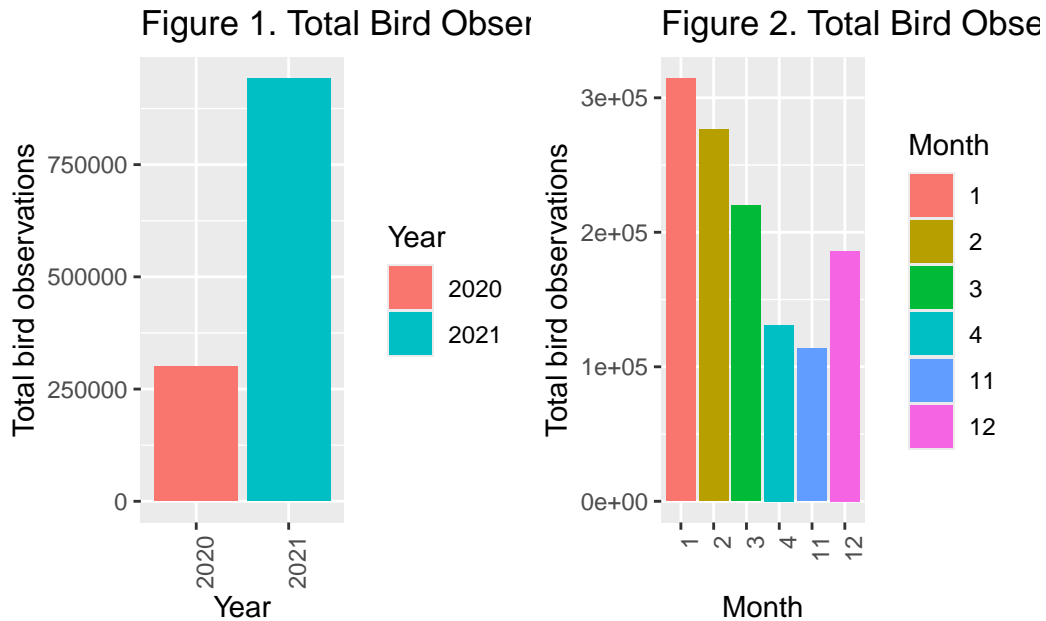 Figure 1. Total Bird Obser
Total bird observations
750000
500000
250000
0
2020
2021
Year
Year
2020
2021
Figure 2. Total Bird Obse
Total bird observations
3e+05
2e+05
1e+05
0e+00
1
2
3
4
11
12
Month
Month
1
2
3
4
11
12